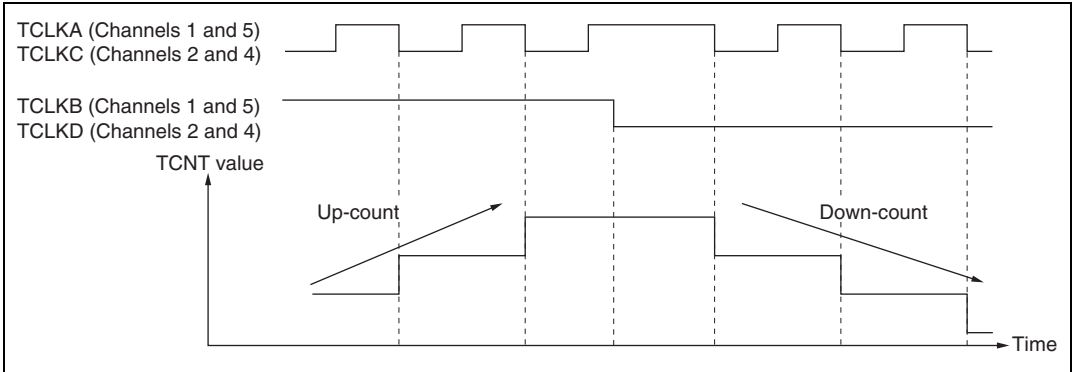 TCLKA (Channels 1 and 5)
TCLKC (Channels 2 and 4)
TCLKB (Channels 1 and 5)
TCLKD (Channels 2 and 4)
TCNT value
Up-count
Down-count
Time